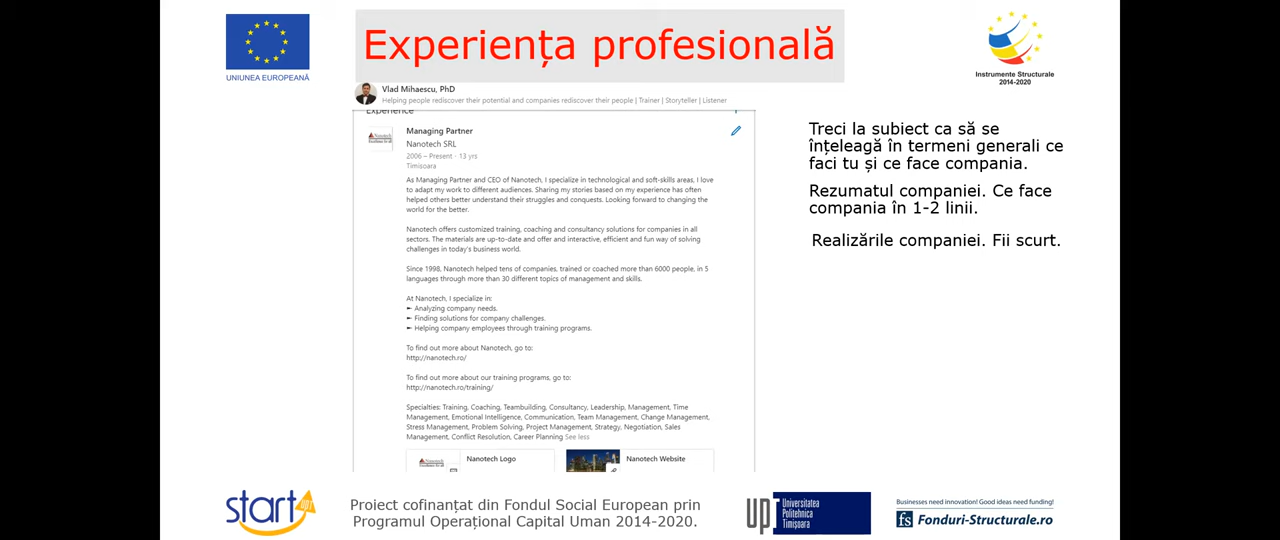 Experiența profesională
UNIUNEA EUROPEANĂ
Instrumente Structurale
2014-2020
Vlad Mihaescu, PhD
Helping people rediscover their potential and companies rediscover their people | Trainer | Storyteller | Listener
Experience
Managing Partner
Nanotech SRL
2006 – Present · 13 yrs
Timisoara
As Managing Partner and CEO of Nanotech, I specialize in technological and soft-skills areas, I love
to adapt my work to different audiences. Sharing my stories based on my experience has often
helped others better understand their struggles and conquests. Looking forward to changing the
world for the better.
Nanotech offers customized training, coaching and consultancy solutions for companies in all
sectors. The materials are up-to-date and offer and interactive, efficient and fun way of solving
challenges in today's business world.
Since 1998, Nanotech helped tens of companies, trained or coached more than 6000 people, in 5
languages through more than 30 different topics of management and skills.
At Nanotech, I specialize in:
► Analyzing company needs.
► Finding solutions for company challenges.
► Helping company employees through training programs.
To find out more about Nanotech, go to:
http://nanotech.ro/
To find out more about our training programs, go to:
http://nanotech.ro/training/
Specialties: Training, Coaching, Teambuilding, Consultancy, Leadership, Management, Time
Management, Emotional Intelligence, Communication, Team Management, Change Management,
Stress Management, Problem Solving, Project Management, Strategy, Negotiation, Sales
Management, Conflict Resolution, Career Planning See less
Nanotech Logo
Nanotech Website
Treci la subiect ca să se
înțeleagă în termeni generali ce
faci tu și ce face compania.
Rezumatul companiei. Ce face
compania în 1-2 linii.
Realizările companiei. Fii scurt.
start up!
Proiect cofinanțat din Fondul Social European prin
Programul Operațional Capital Uman 2014-2020.
upt
Universitatea
Politehnica
Timișoara
Businesses need innovation! Good ideas need funding!
fs Fonduri-Structurale.ro